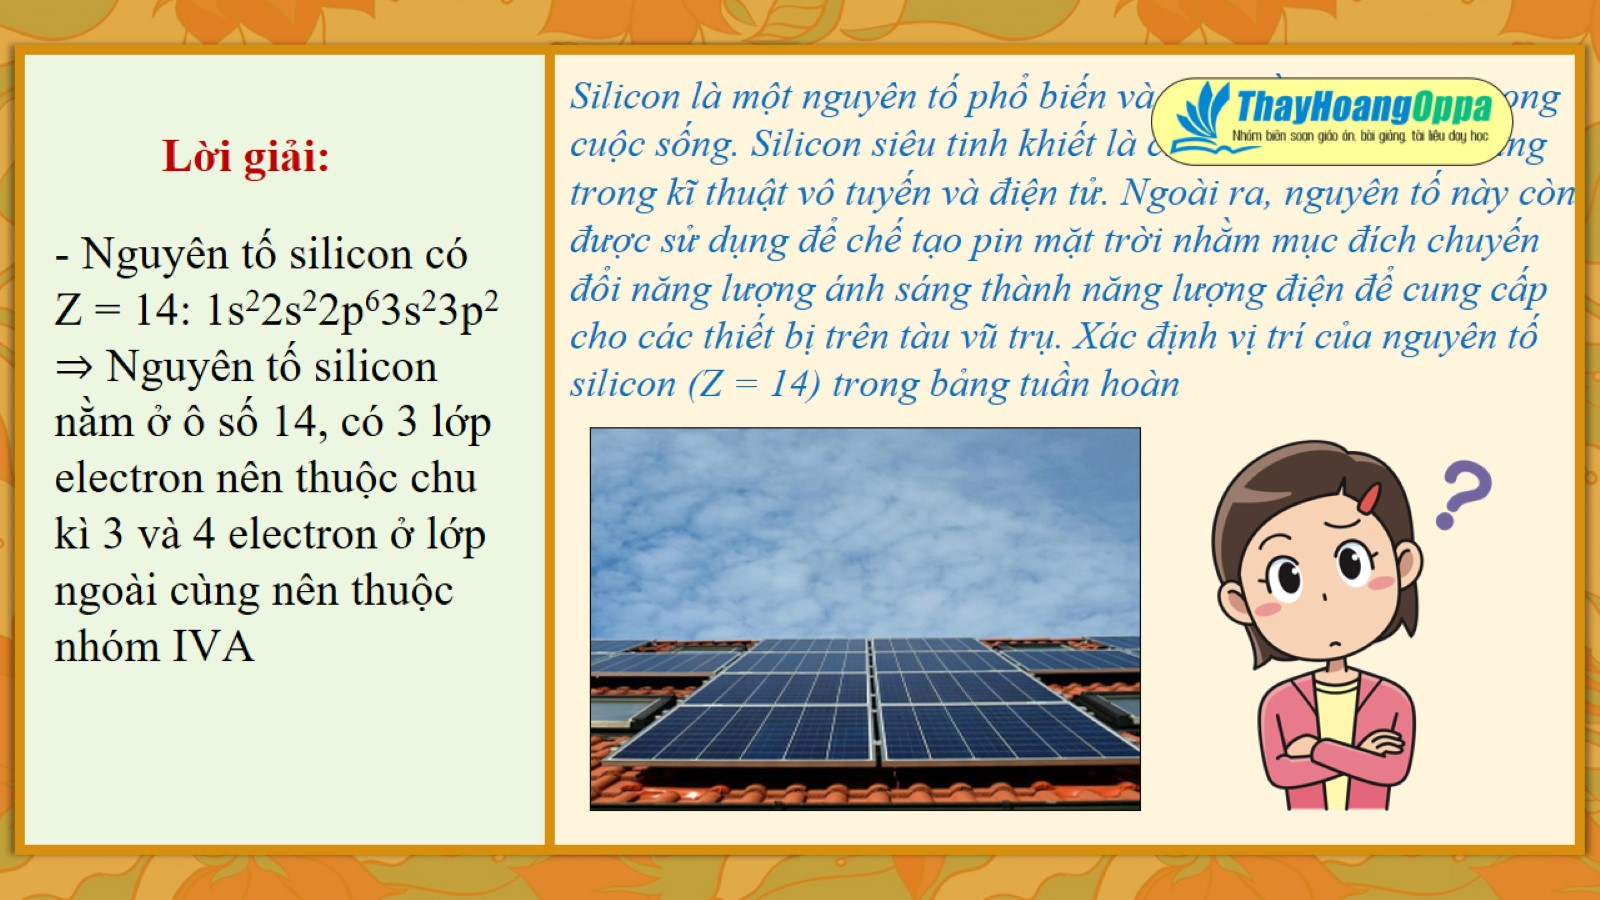 Lời giải:
- Nguyên tố silicon có
Z = 14: 1s²2s²2p⁶3s²3p²
⇒ Nguyên tố silicon
nằm ở ô số 14, có 3 lớp
electron nên thuộc chu
kì 3 và 4 electron ở lớp
ngoài cùng nên thuộc
nhóm IVA
Silicon là một nguyên tố phổ biến và
cuộc sống. Silicon siêu tinh khiết là
trong kĩ thuật vô tuyến và điện tử. Ngoài ra, nguyên tố này còn
được sử dụng để chế tạo pin mặt trời nhằm mục đích chuyển
đổi năng lượng ánh sáng thành năng lượng điện để cung cấp
cho các thiết bị trên tàu vũ trụ. Xác định vị trí của nguyên tố
silicon (Z = 14) trong bảng tuần hoàn
ThayHoangOppa
Nhóm biên soạn giáo án, bài giảng, tài liệu dạy học
?